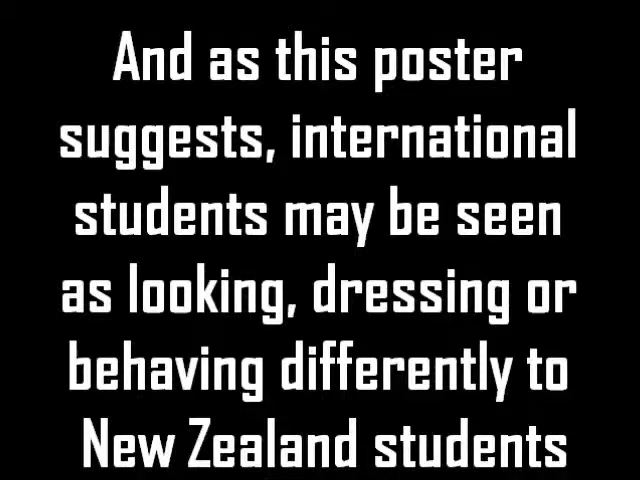 And as this poster
suggests, international
students may be seen
as looking, dressing or
behaving differently to
New Zealand students